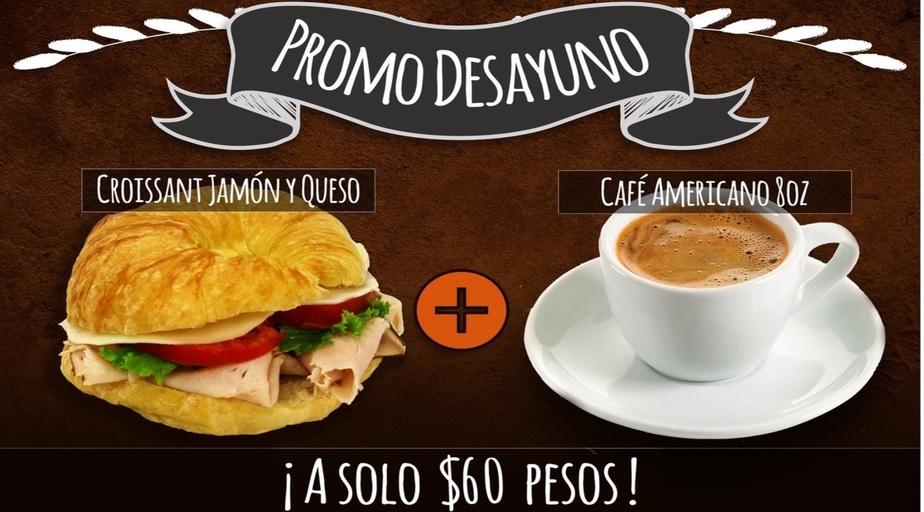 Promo Desayuno
Croissant Jamón y Queso
Café Americano 8oz
¡A solo $60 pesos!